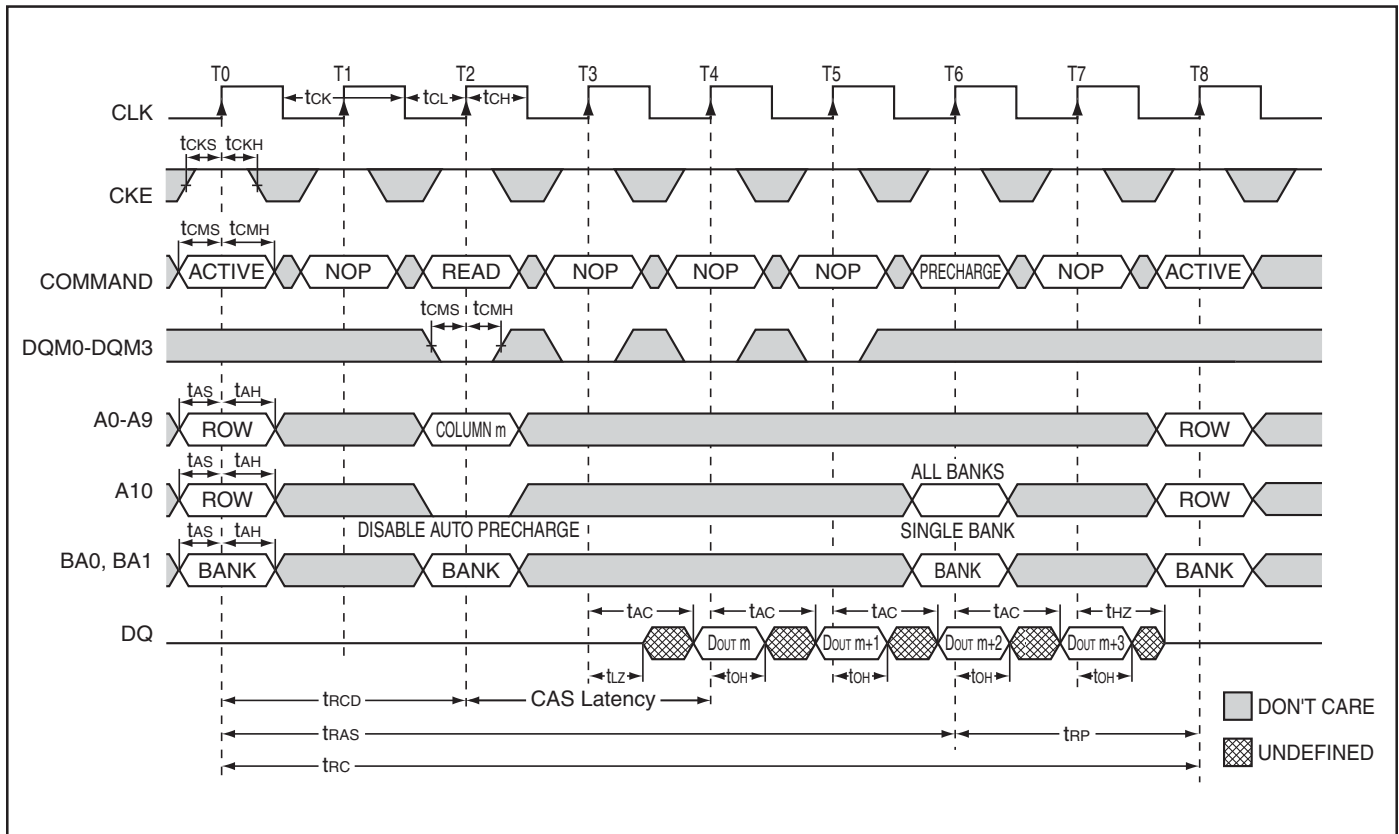 T0 T1 T2 T3 T4 T5 T6 T7 T8
tCK tCL tCH
CLK
tCKS tCKH
CKE
tCMS tCMH
COMMAND ACTIVE NOP READ NOP NOP NOP PRECHARGE NOP ACTIVE
tCMS tCMH
DQM0-DQM3
tAS tAH
A0-A9 ROW COLUMN m ROW
tAS tAH ALL BANKS
A10 ROW ROW
DISABLE AUTO PRECHARGE SINGLE BANK
tAS tAH
BA0, BA1 BANK BANK BANK BANK
tAC tAC tAC tAC tHZ
DQ DOUT m DOUT m+1 DOUT m+2 DOUT m+3
tLZ tOH tOH tOH tOH
tRCD CAS Latency
DON'T CARE
tRAS tRP
UNDEFINED
tRC